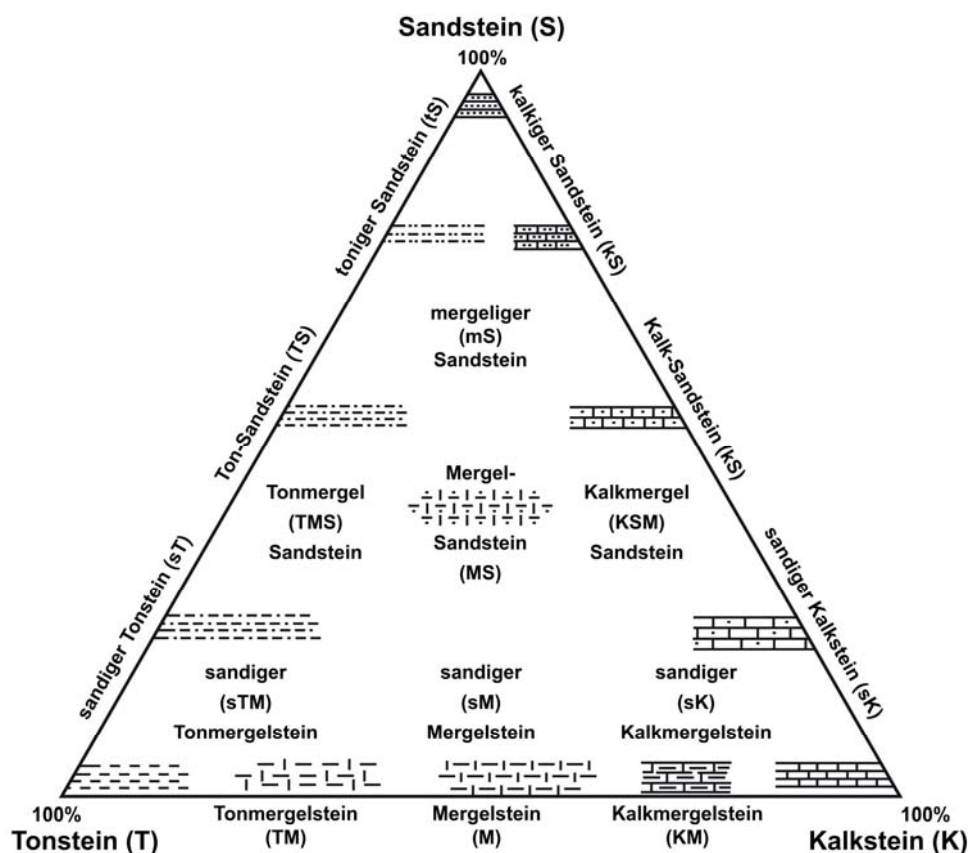 Sandstein (S)
100%
toniger Sandstein (tS)
kalkiger Sandstein (kS)
mergeliger
(mS)
Sandstein
Ton-Sandstein (TS)
Kalk-Sandstein (kS)
Tonmergel
(TMS)
Sandstein
Mergel-
Sandstein
(MS)
Kalkmergel
(KSM)
Sandstein
sandiger Tonstein (sT)
sandiger Kalkstein (sK)
sandiger
(sTM)
Tonmergelstein
sandiger
(sM)
Mergelstein
sandiger
(sK)
Kalkmergelstein
100%
Tonstein (T)
Tonmergelstein
(TM)
Mergelstein
(M)
Kalkmergelstein
(KM)
100%
Kalkstein (K)